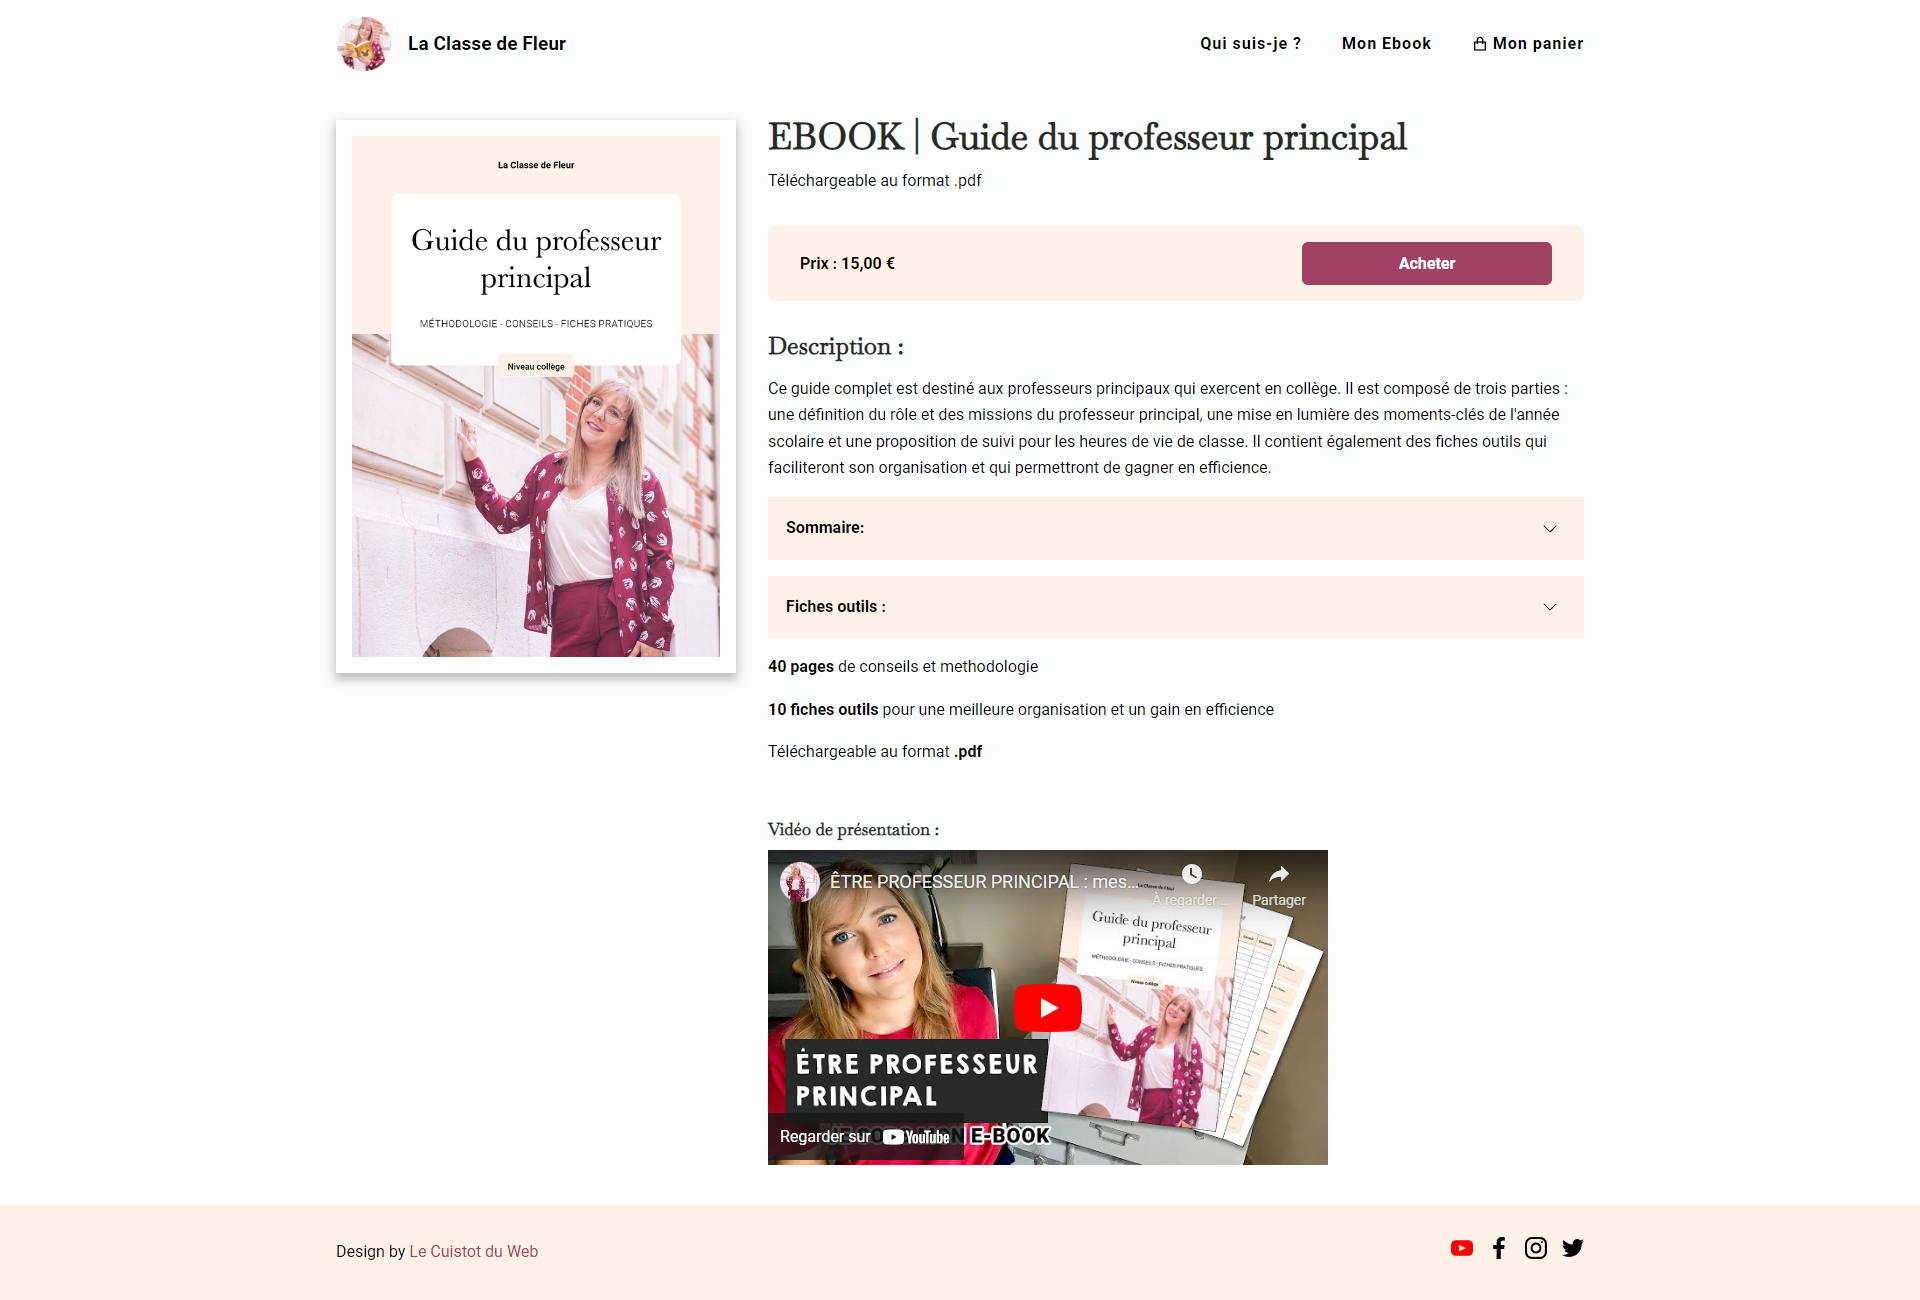 La Classe de Fleur
Qui suis-je ?
Mon Ebook
Mon panier
La Classe de Fleur
Guide du professeur
principal
MÉTHODOLOGIE - CONSEILS - FICHES PRATIQUES
Niveau collège
EBOOK | Guide du professeur principal
Téléchargeable au format .pdf
Prix : 15,00 €
Acheter
Description :
Ce guide complet est destiné aux professeurs principaux qui exercent en collège. Il est composé de trois parties :
une définition du rôle et des missions du professeur principal, une mise en lumière des moments-clés de l'année
scolaire et une proposition de suivi pour les heures de vie de classe. Il contient également des fiches outils qui
faciliteront son organisation et qui permettront de gagner en efficience.
Sommaire:
Fiches outils :
40 pages de conseils et methodologie
10 fiches outils pour une meilleure organisation et un gain en efficience
Téléchargeable au format .pdf
Vidéo de présentation :
ÊTRE PROFESSEUR PRINCIPAL : mes...
À regarder ...
Partager
La Classe de Fleur
Guide du professeur
principal
MÉTHODOLOGIE - CONSEILS - FICHES PRATIQUES
Niveau collège
ÊTRE PROFESSEUR
PRINCIPAL
E-BOOK
Regarder sur YouTube
Design by Le Cuistot du Web